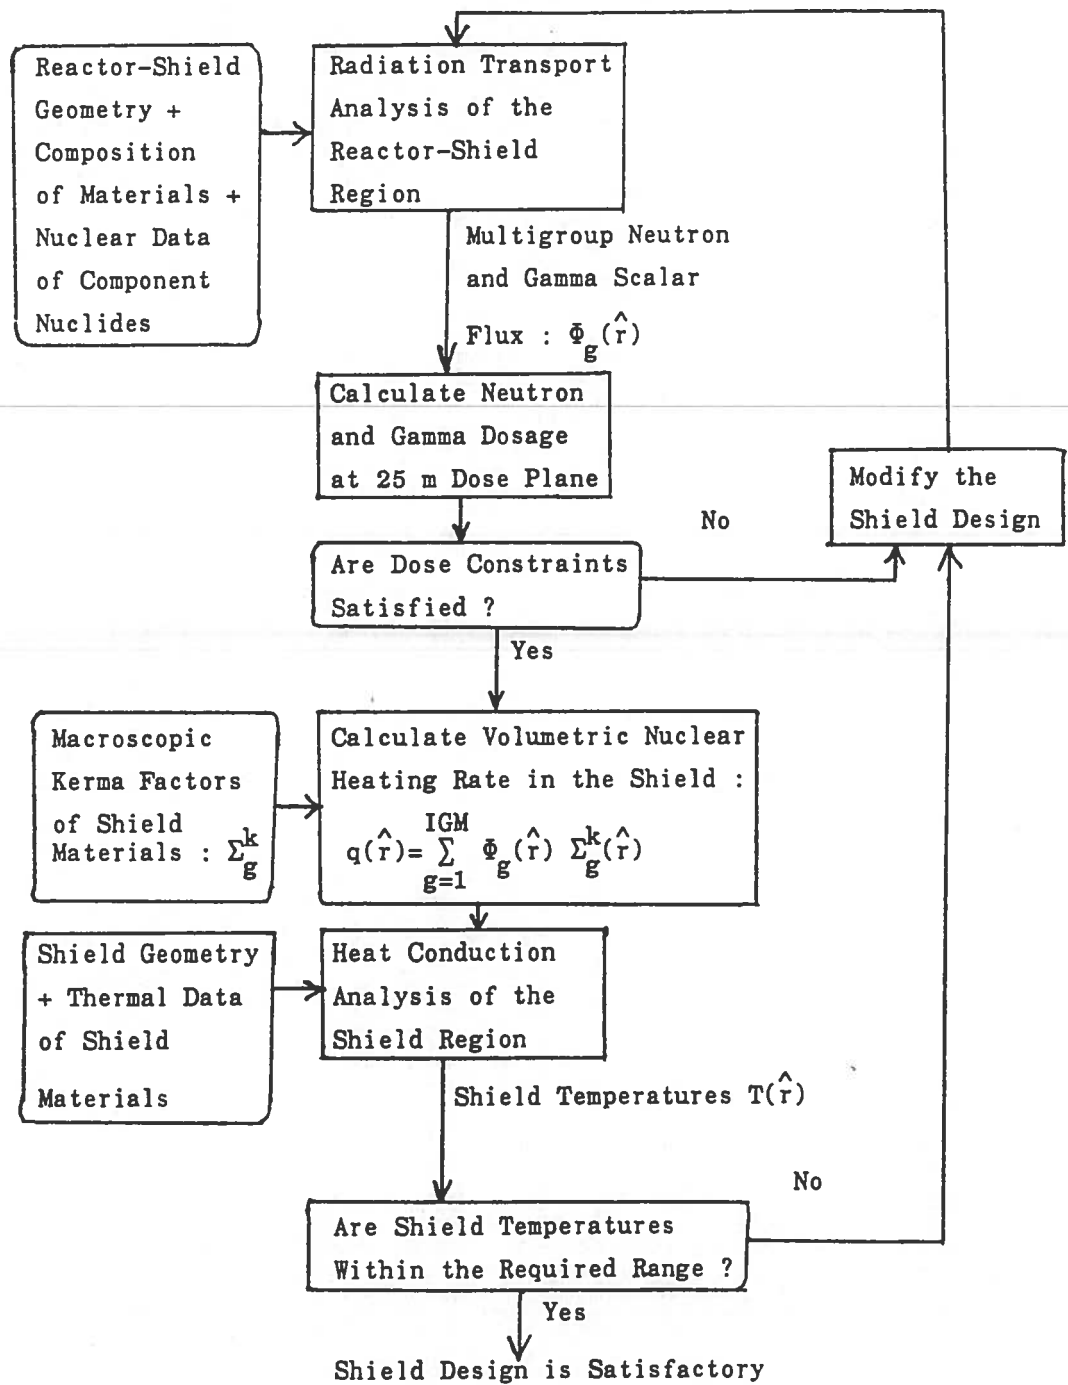 Reactor-Shield
Geometry +
Composition
of Materials +
Nuclear Data
of Component
Nuclides
Radiation Transport
Analysis of the
Reactor-Shield
Region
Multigroup Neutron
and Gamma Scalar
Flux : Φ_g(r̂)
Calculate Neutron
and Gamma Dosage
at 25 m Dose Plane
Modify the
Shield Design
No
Are Dose Constraints
Satisfied ?
Yes
Macroscopic
Kerma Factors
of Shield
Materials : Σ_g^k
Calculate Volumetric Nuclear
Heating Rate in the Shield :
IGM
q(r̂)= Σ Φ_g(r̂) Σ_g^k(r̂)
g=1
Shield Geometry
+ Thermal Data
of Shield
Materials
Heat Conduction
Analysis of the
Shield Region
Shield Temperatures T(r̂)
No
Are Shield Temperatures
Within the Required Range ?
Yes
Shield Design is Satisfactory